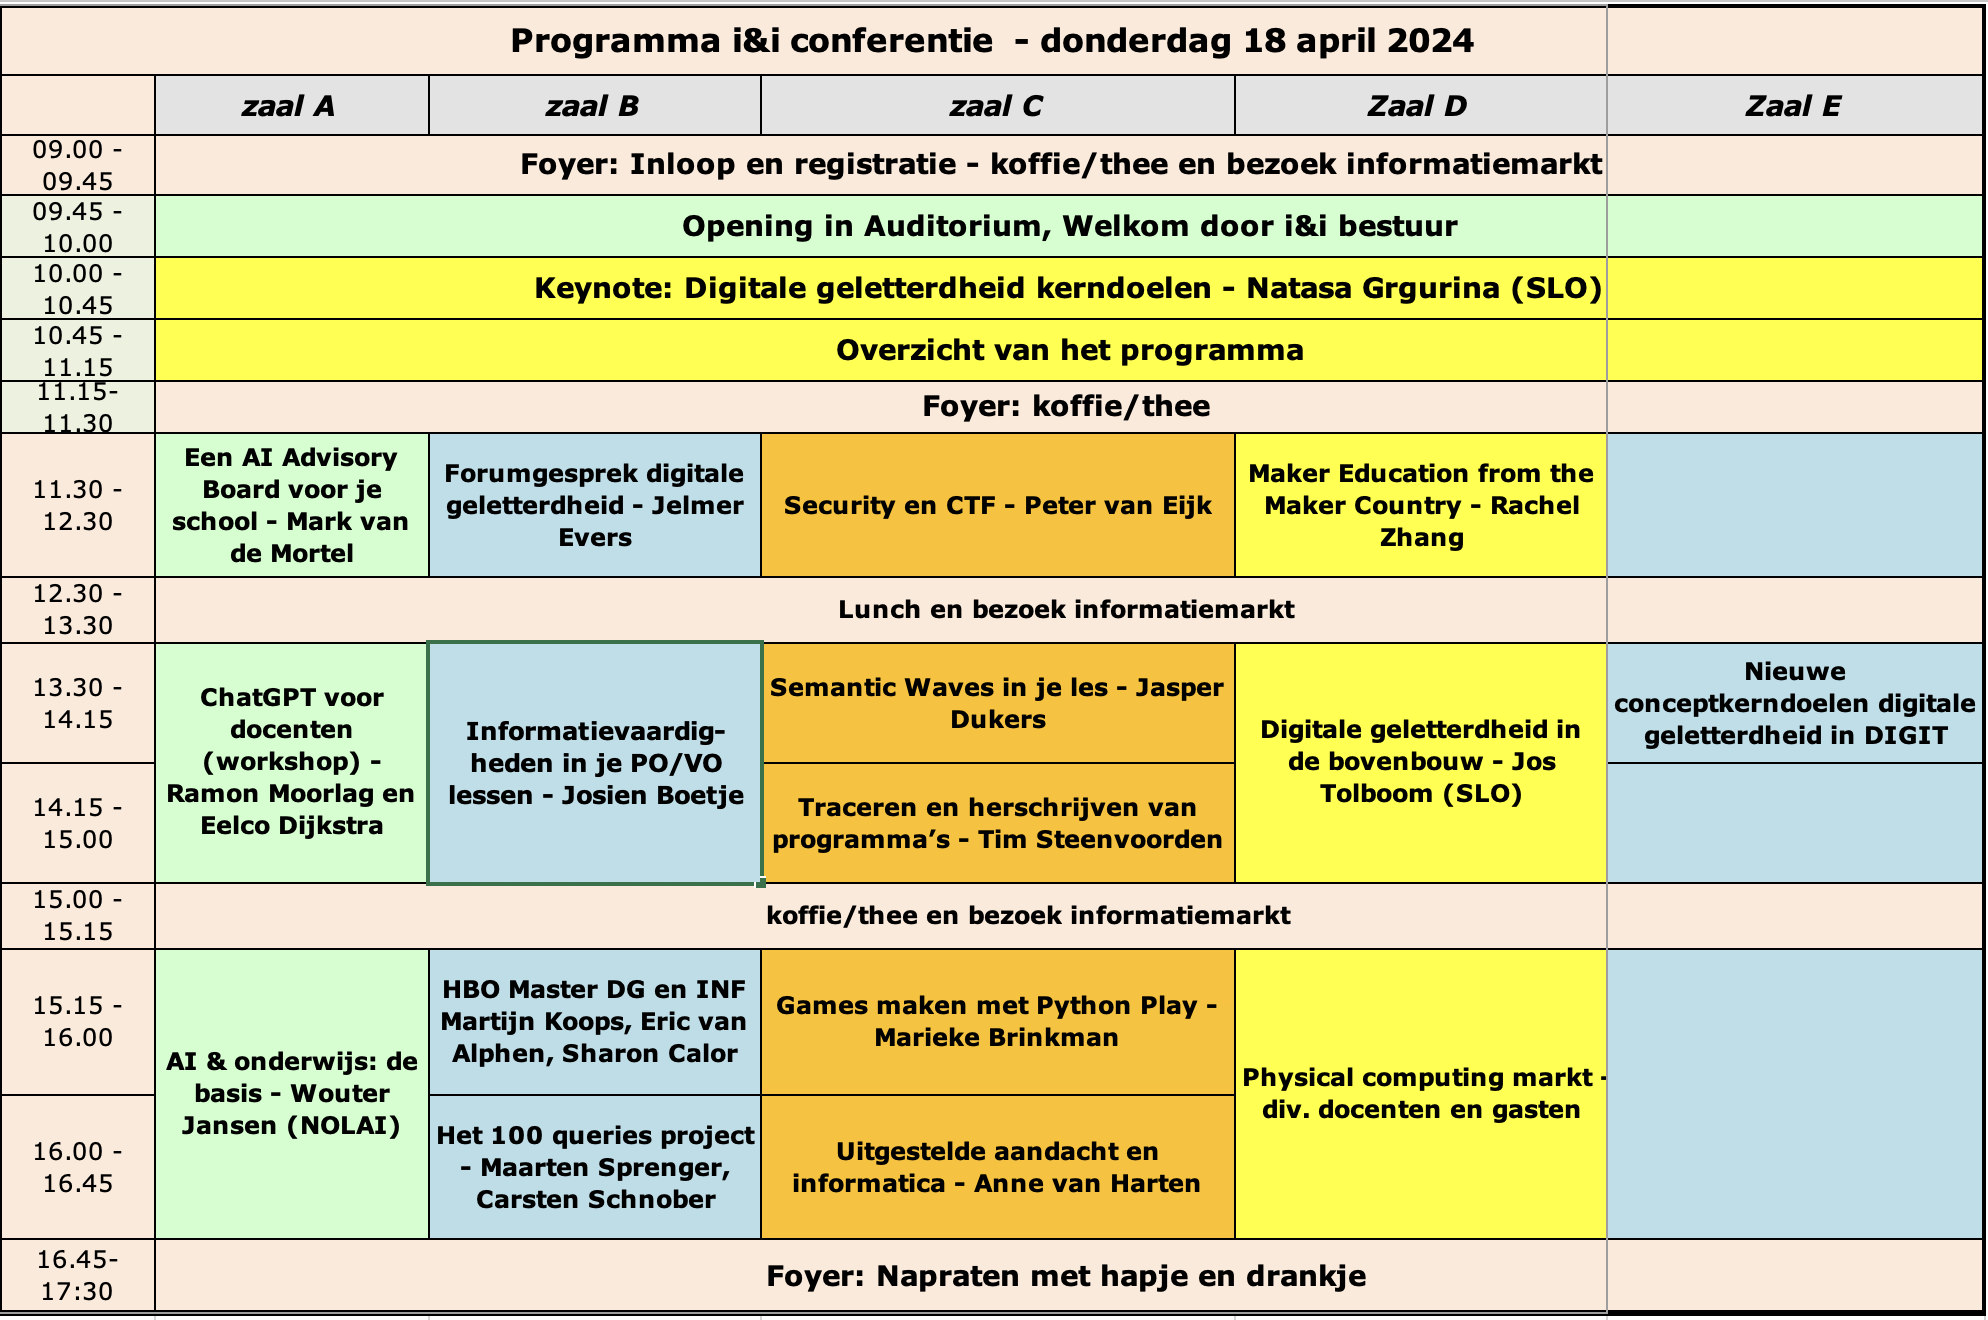 Programma i&i conferentie - donderdag 18 april 2024
zaal A
zaal B
zaal C
Zaal D
Zaal E
09.00 -
09.45
Foyer: Inloop en registratie - koffie/thee en bezoek informatiemarkt
09.45 -
10.00
Opening in Auditorium, Welkom door i&i bestuur
10.00 -
10.45
Keynote: Digitale geletterdheid kerndoelen - Natasa Grgurina (SLO)
10.45 -
11.15
Overzicht van het programma
11.15-
11.30
Foyer: koffie/thee
11.30 -
12.30
Een AI Advisory
Board voor je
school - Mark van
de Mortel
Forumgesprek digitale
geletterdheid - Jelmer
Evers
Security en CTF - Peter van Eijk
Maker Education from the
Maker Country - Rachel
Zhang
12.30 -
13.30
Lunch en bezoek informatiemarkt
13.30 -
14.15
ChatGPT voor
docenten
(workshop) -
Ramon Moorlag en
Eelco Dijkstra
Informatievaardig-
heden in je PO/VO
lessen - Josien Boetje
Semantic Waves in je les - Jasper
Dukers
Digitale geletterdheid in
de bovenbouw - Jos
Tolboom (SLO)
Nieuwe
conceptkerndoelen digitale
geletterdheid in DIGIT
14.15 -
15.00
Traceren en herschrijven van
programma’s - Tim Steenvoorden
15.00 -
15.15
koffie/thee en bezoek informatiemarkt
15.15 -
16.00
AI & onderwijs: de
basis - Wouter
Jansen (NOLAI)
HBO Master DG en INF
Martijn Koops, Eric van
Alphen, Sharon Calor
Games maken met Python Play -
Marieke Brinkman
Physical computing markt -
div. docenten en gasten
16.00 -
16.45
Het 100 queries project
- Maarten Sprenger,
Carsten Schnober
Uitgestelde aandacht en
informatica - Anne van Harten
16.45-
17:30
Foyer: Napraten met hapje en drankje